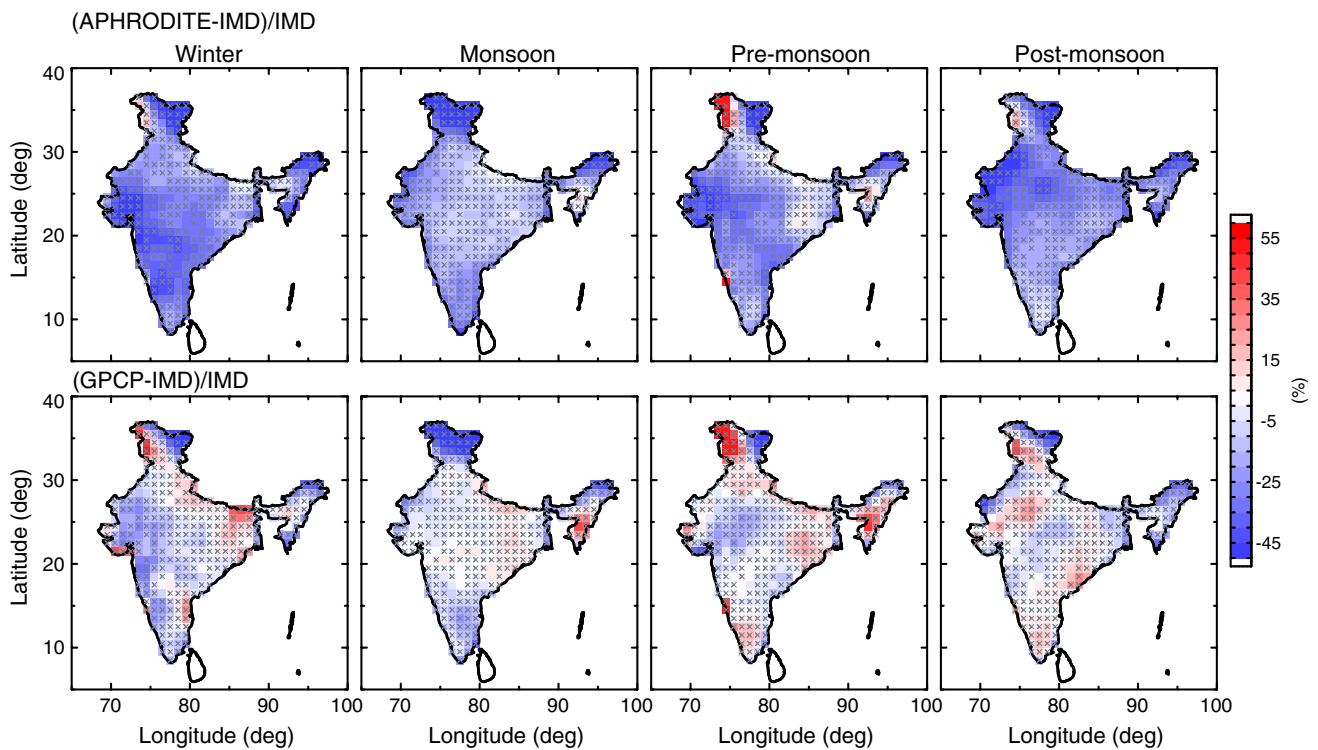 (APHRODITE-IMD)/IMD
Winter Monsoon Pre-monsoon Post-monsoon
Latitude (deg)
40
30
20
10
(GPCP-IMD)/IMD
Latitude (deg)
40
30
20
10
70 80 90 100 70 80 90 100 70 80 90 100 70 80 90 100
Longitude (deg) Longitude (deg) Longitude (deg) Longitude (deg)
55
35
15
-5
-25
-45
(%)